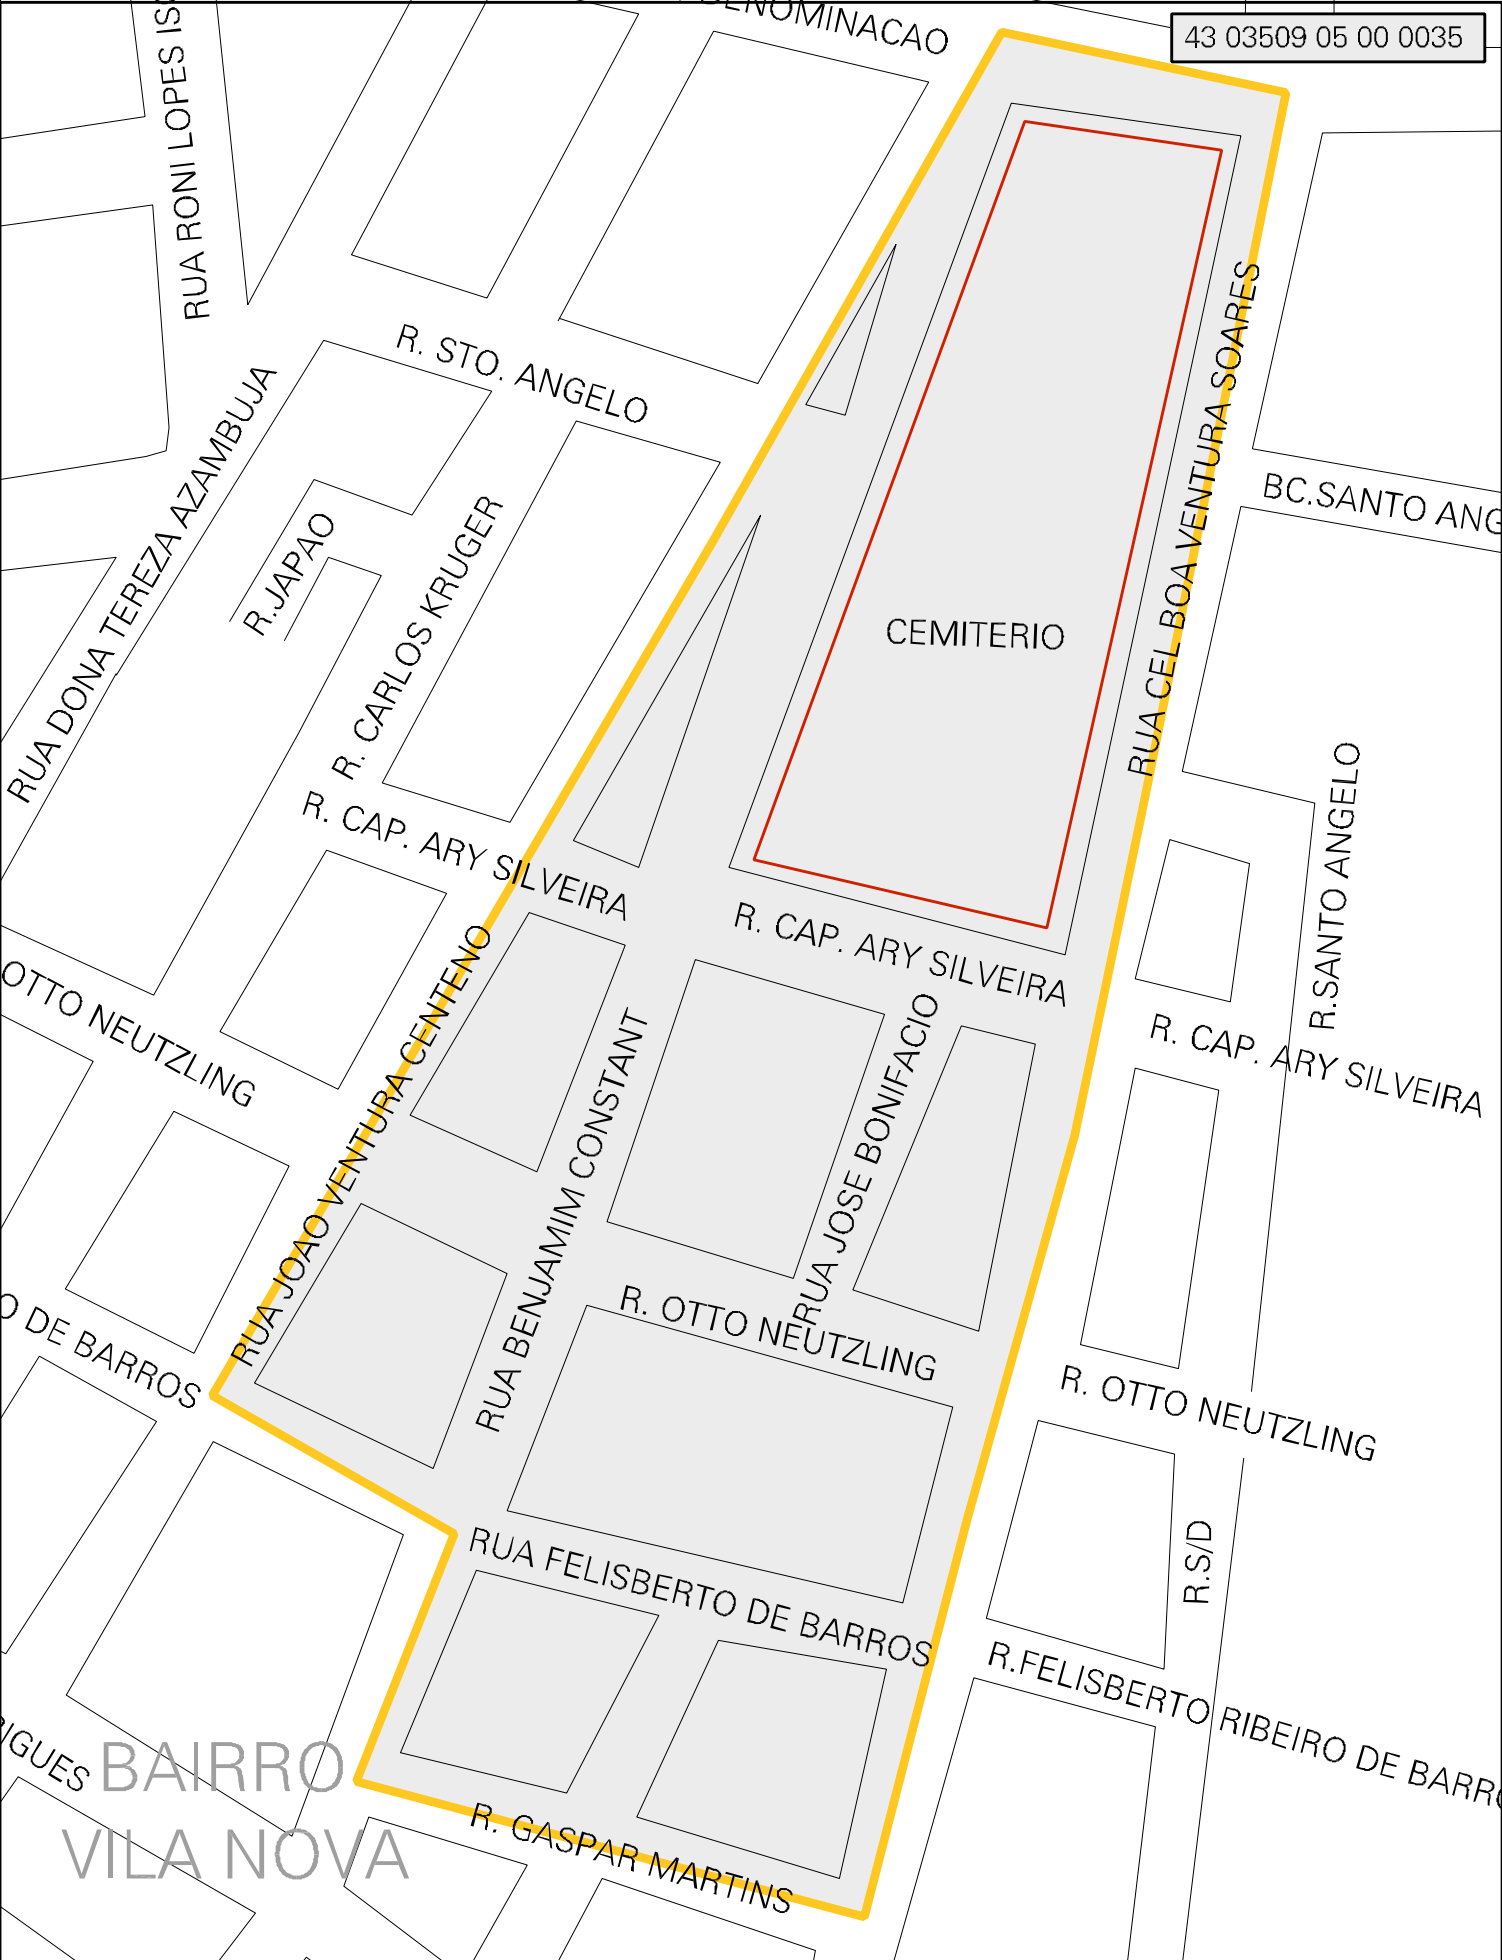 43 03509 05 00 0035
RUA RONI LOPES
R. STO. ANGELO
RUA DONA TEREZA AZAMBUJA
R.JAPAO
R. CARLOS KRUGER
CEMITERIO
RUA CEL BOA VENTURA SOARES
BC.SANTO
R. CAP. ARY SILVEIRA
R. CAP. ARY SILVEIRA
R.SANTO ANGELO
R. CAP. ARY SILVEIRA
OTTO NEUTZLING
RUA JOAO VENTURA CENTENO
RUA BENJAMIM CONSTANT
RUA JOSE BONIFACIO
R. OTTO NEUTZLING
R. OTTO NEUTZLING
DE BARROS
RUA FELISBERTO DE BARROS
R.S/D
R.FELISBERTO RIBEIRO DE
BAIRRO
VILA NOVA
R. GASPAR MARTINS